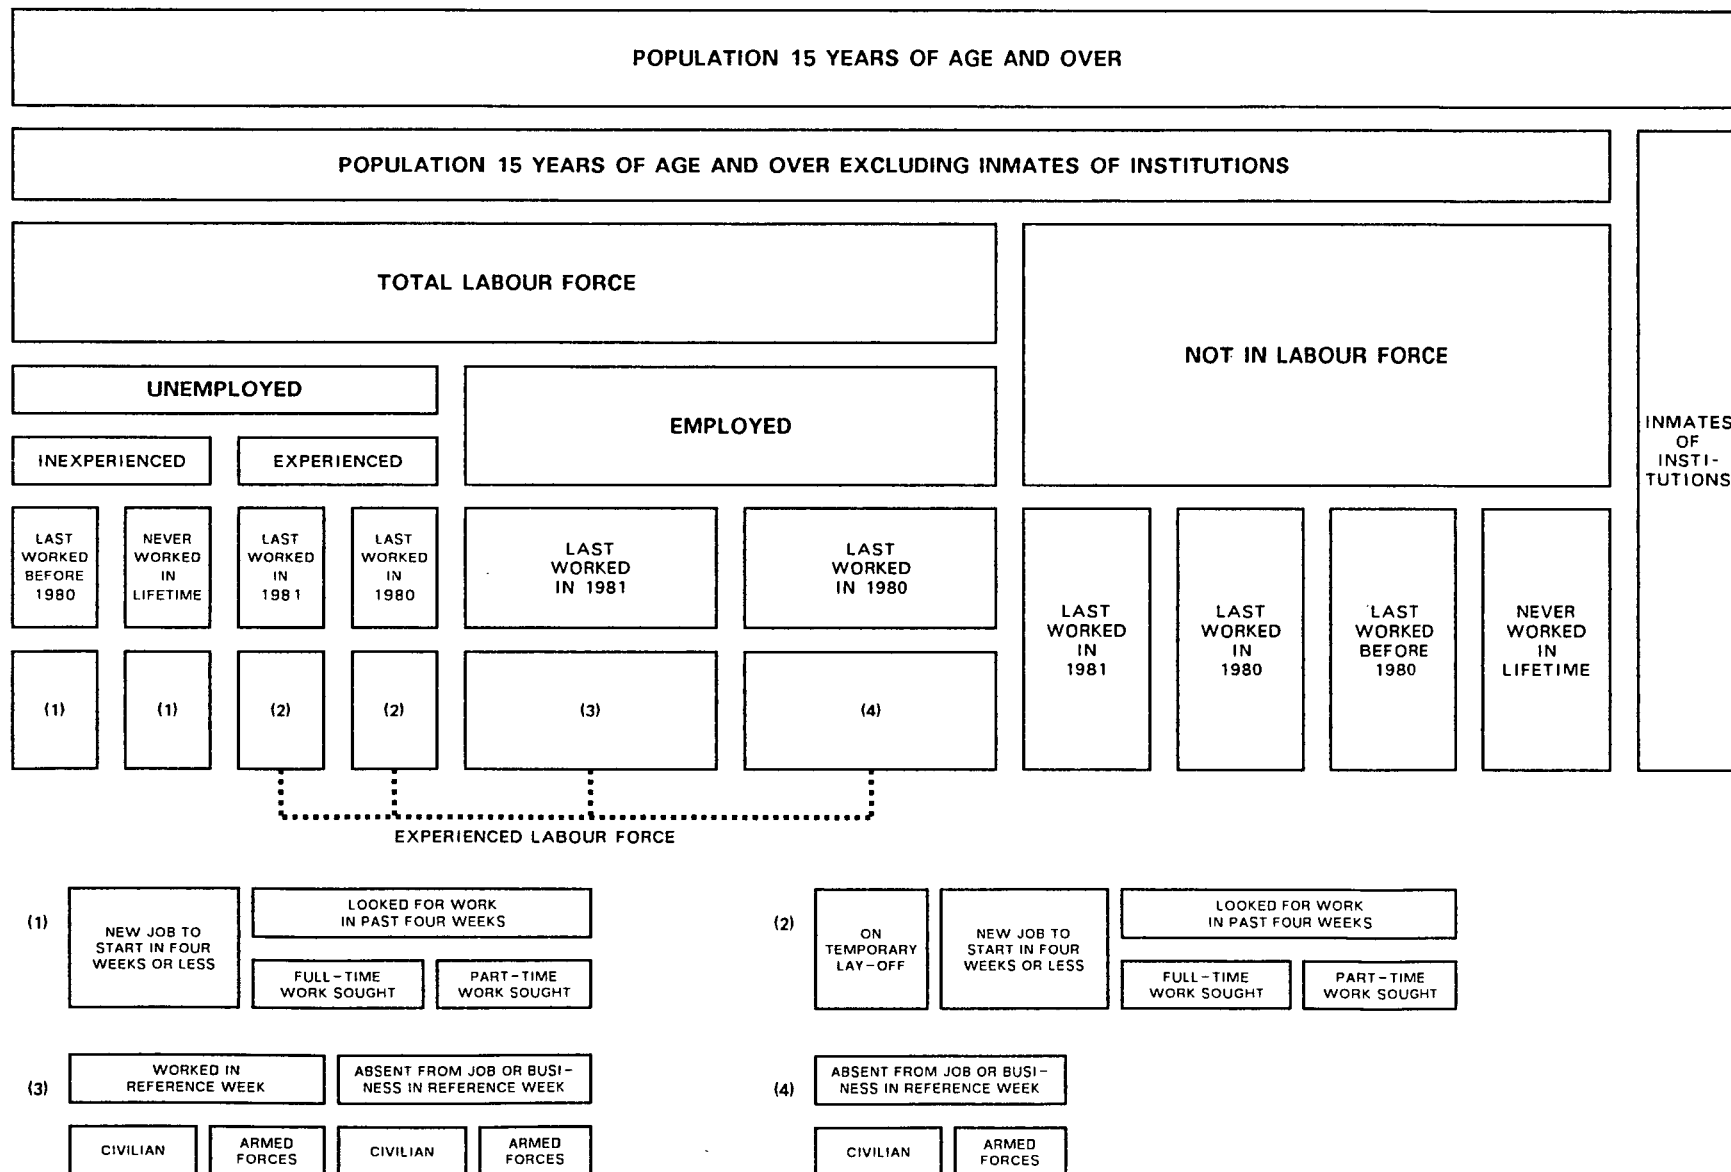 POPULATION 15 YEARS OF AGE AND OVER
POPULATION 15 YEARS OF AGE AND OVER EXCLUDING INMATES OF INSTITUTIONS
TOTAL LABOUR FORCE
NOT IN LABOUR FORCE
INMATES
OF
INSTI-
TUTIONS
UNEMPLOYED
EMPLOYED
INEXPERIENCED
EXPERIENCED
LAST
WORKED
BEFORE
1980
NEVER
WORKED
IN
LIFETIME
LAST
WORKED
IN
1981
LAST
WORKED
IN
1980
LAST
WORKED
IN 1981
LAST
WORKED
IN 1980
LAST
WORKED
IN
1981
LAST
WORKED
IN
1980
LAST
WORKED
BEFORE
1980
NEVER
WORKED
IN
LIFETIME
(1)
(1)
(2)
(2)
(3)
(4)
EXPERIENCED LABOUR FORCE
(1)
NEW JOB TO
START IN FOUR
WEEKS OR LESS
LOOKED FOR WORK
IN PAST FOUR WEEKS
FULL-TIME
WORK SOUGHT
PART-TIME
WORK SOUGHT
(2)
ON
TEMPORARY
LAY-OFF
NEW JOB TO
START IN FOUR
WEEKS OR LESS
LOOKED FOR WORK
IN PAST FOUR WEEKS
FULL-TIME
WORK SOUGHT
PART-TIME
WORK SOUGHT
(3)
WORKED IN
REFERENCE WEEK
ABSENT FROM JOB OR BUSI-
NESS IN REFERENCE WEEK
CIVILIAN
ARMED
FORCES
CIVILIAN
ARMED
FORCES
(4)
ABSENT FROM JOB OR BUSI-
NESS IN REFERENCE WEEK
CIVILIAN
ARMED
FORCES